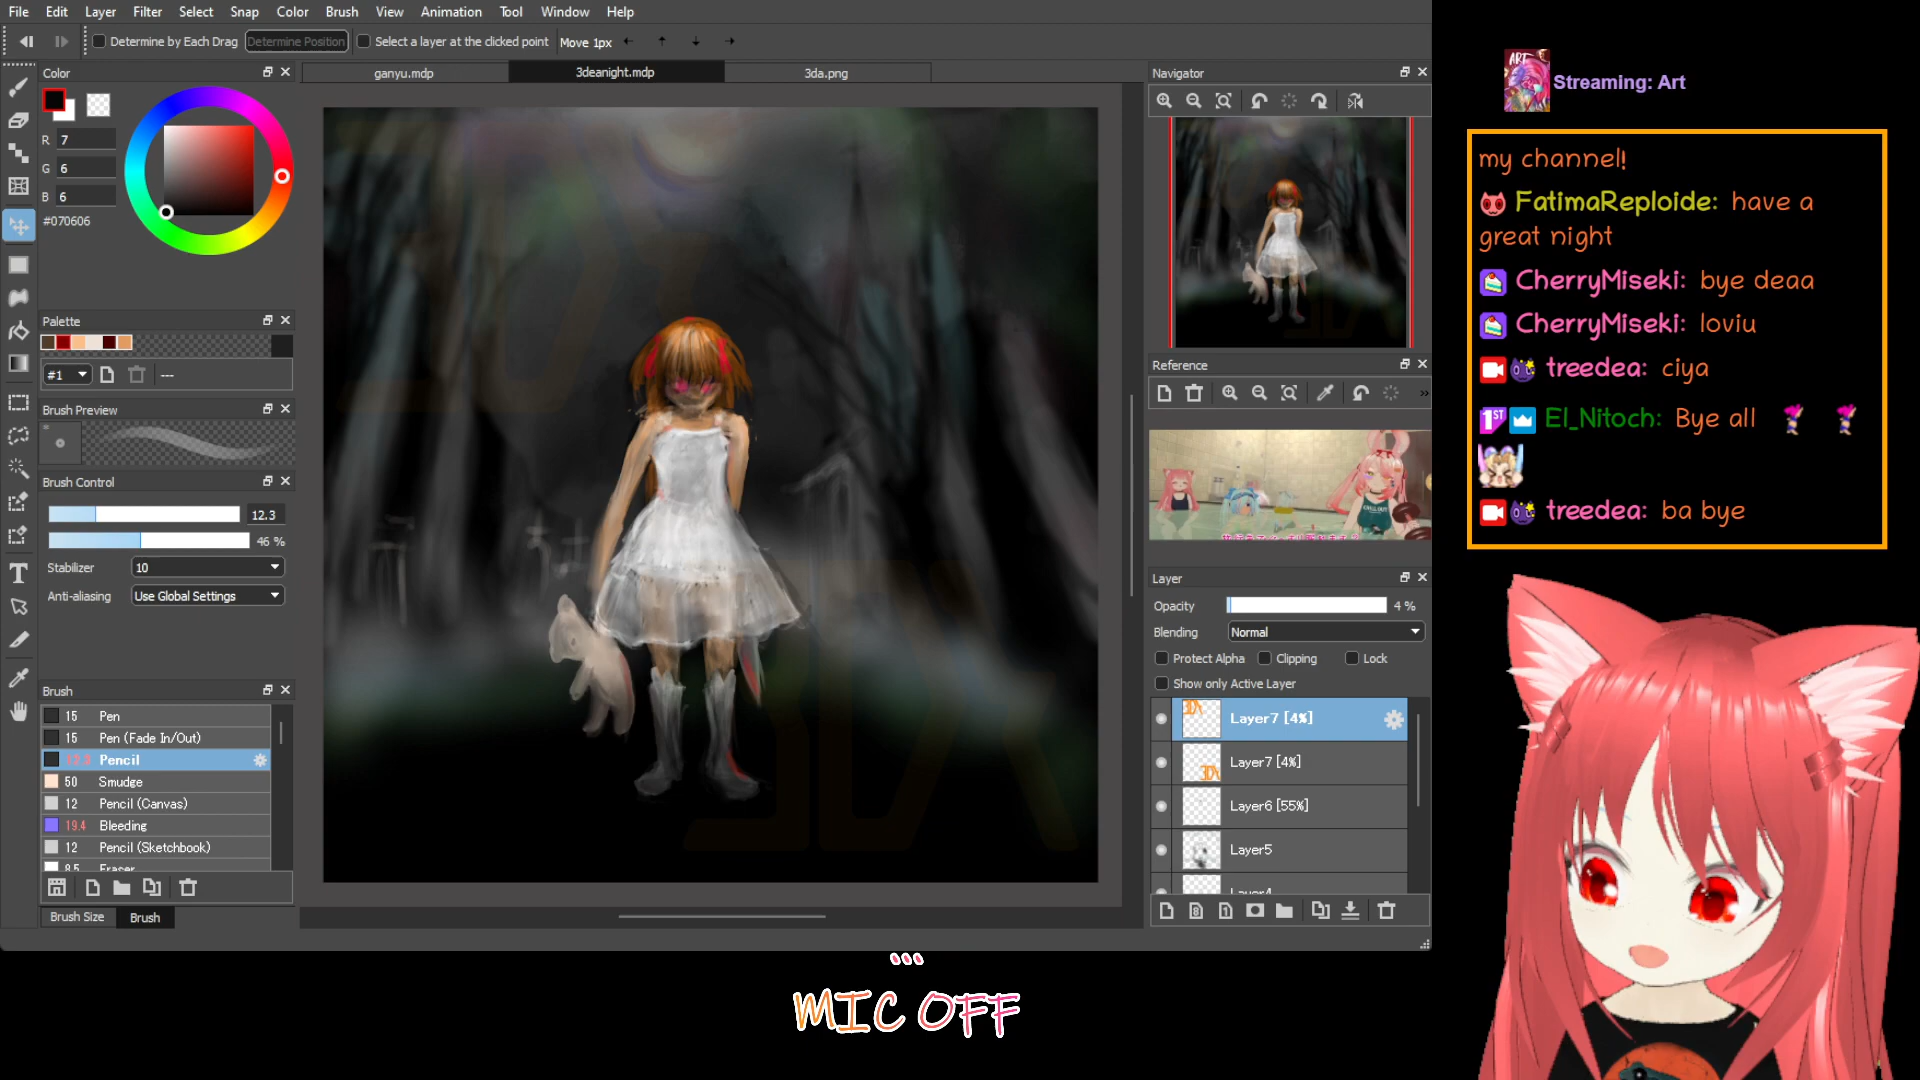 File Edit Layer Filter Select Snap Color Brush View Animation Tool Window Help
Determine by Each Drag Determine Position Select a layer at the clicked point Move 1px
Color
R 7
G 6
B 6
#070606
Palette
#1 ---
Brush Preview
Brush Control
12.3
46 %
Stabilizer 10
Anti-aliasing Use Global Settings
Brush
15 Pen
15 Pen (Fade In/Out)
Pencil
50 Smudge
12 Pencil (Canvas)
19.4 Bleeding
12 Pencil (Sketchbook)
8.5 Eraser
Brush Size Brush
ganyu.mdp 3deanight.mdp 3da.png
Navigator
Reference
Layer
Opacity 4 %
Blending Normal
Protect Alpha Clipping Lock
Show only Active Layer
Layer7 [4%]
Layer7 [4%]
Layer6 [55%]
Layer5
Layer4
ART
Streaming: Art
my channel!
FatimaReploide: have a
great night
CherryMiseki: bye deaa
CherryMiseki: loviu
treedea: ciya
1ST El_Nitoch: Bye all
treedea: ba bye
MIC OFF